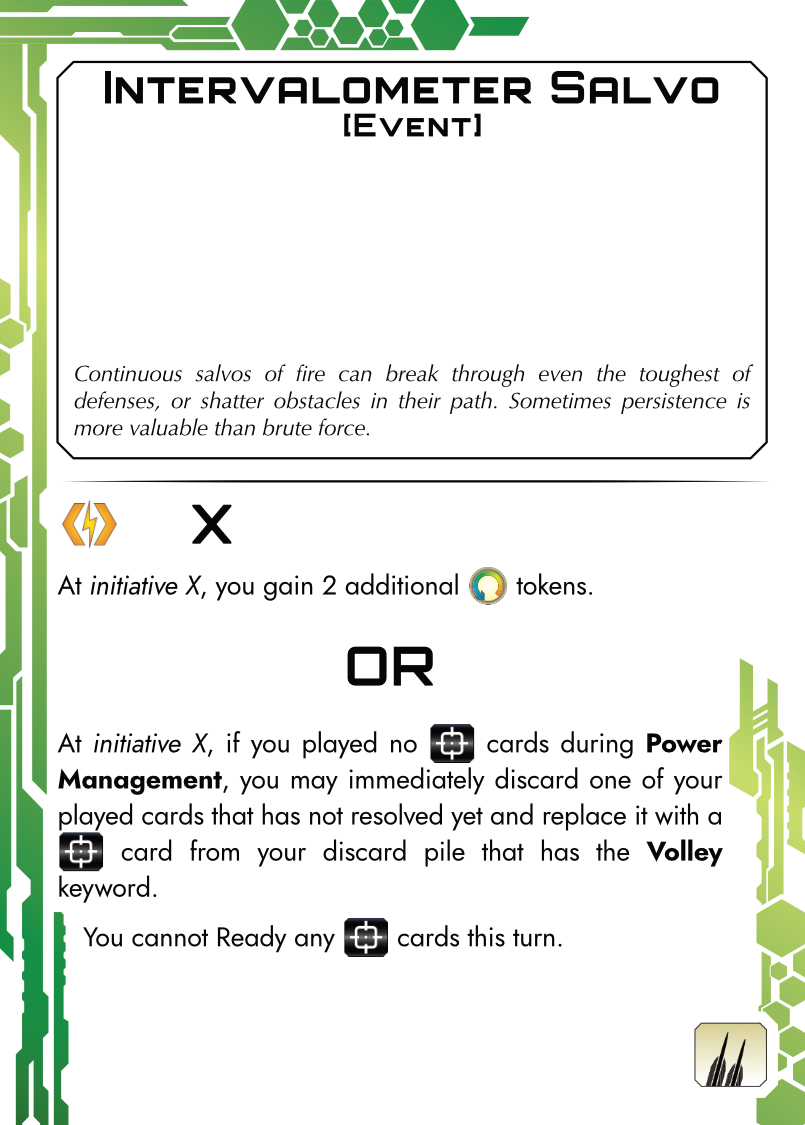 Intervalometer Salvo
[Event]
Continuous salvos of fire can break through even the toughest of
defenses, or shatter obstacles in their path. Sometimes persistence is
more valuable than brute force.
X
At initiative X, you gain 2 additional tokens.
OR
At initiative X, if you played no cards during Power
Management, you may immediately discard one of your
played cards that has not resolved yet and replace it with a
card from your discard pile that has the Volley
keyword.
You cannot Ready any cards this turn.